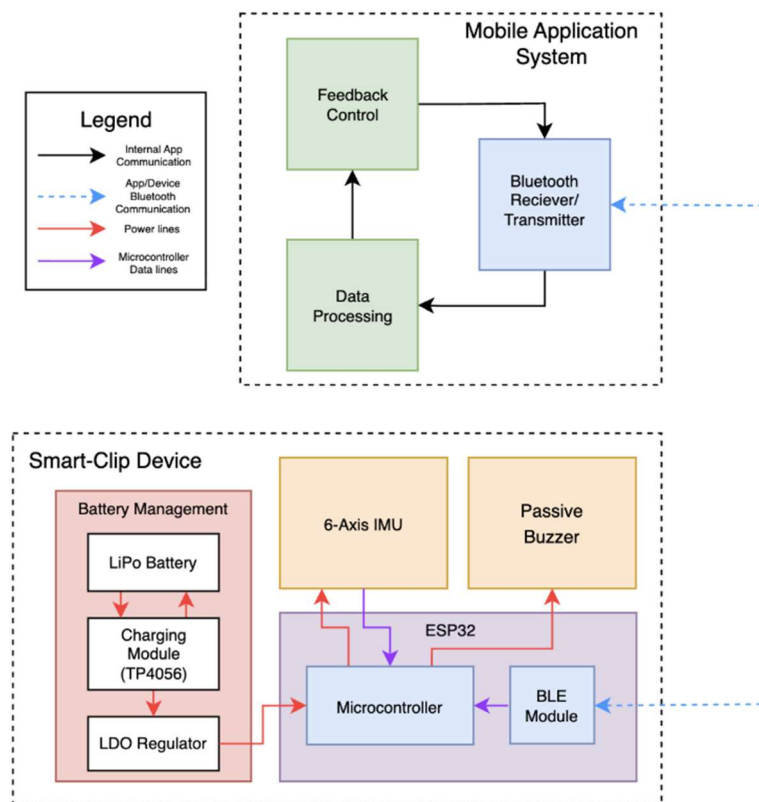 Mobile Application
System
Feedback
Control
Bluetooth
Reciever/
Transmitter
Data
Processing
Legend
Internal App
Communication
App/Device
Bluetooth
Communication
Power lines
Microcontroller
Data lines
Smart-Clip Device
Battery Management
LiPo Battery
Charging
Module
(TP4056)
LDO Regulator
6-Axis IMU
Passive
Buzzer
ESP32
Microcontroller
BLE
Module